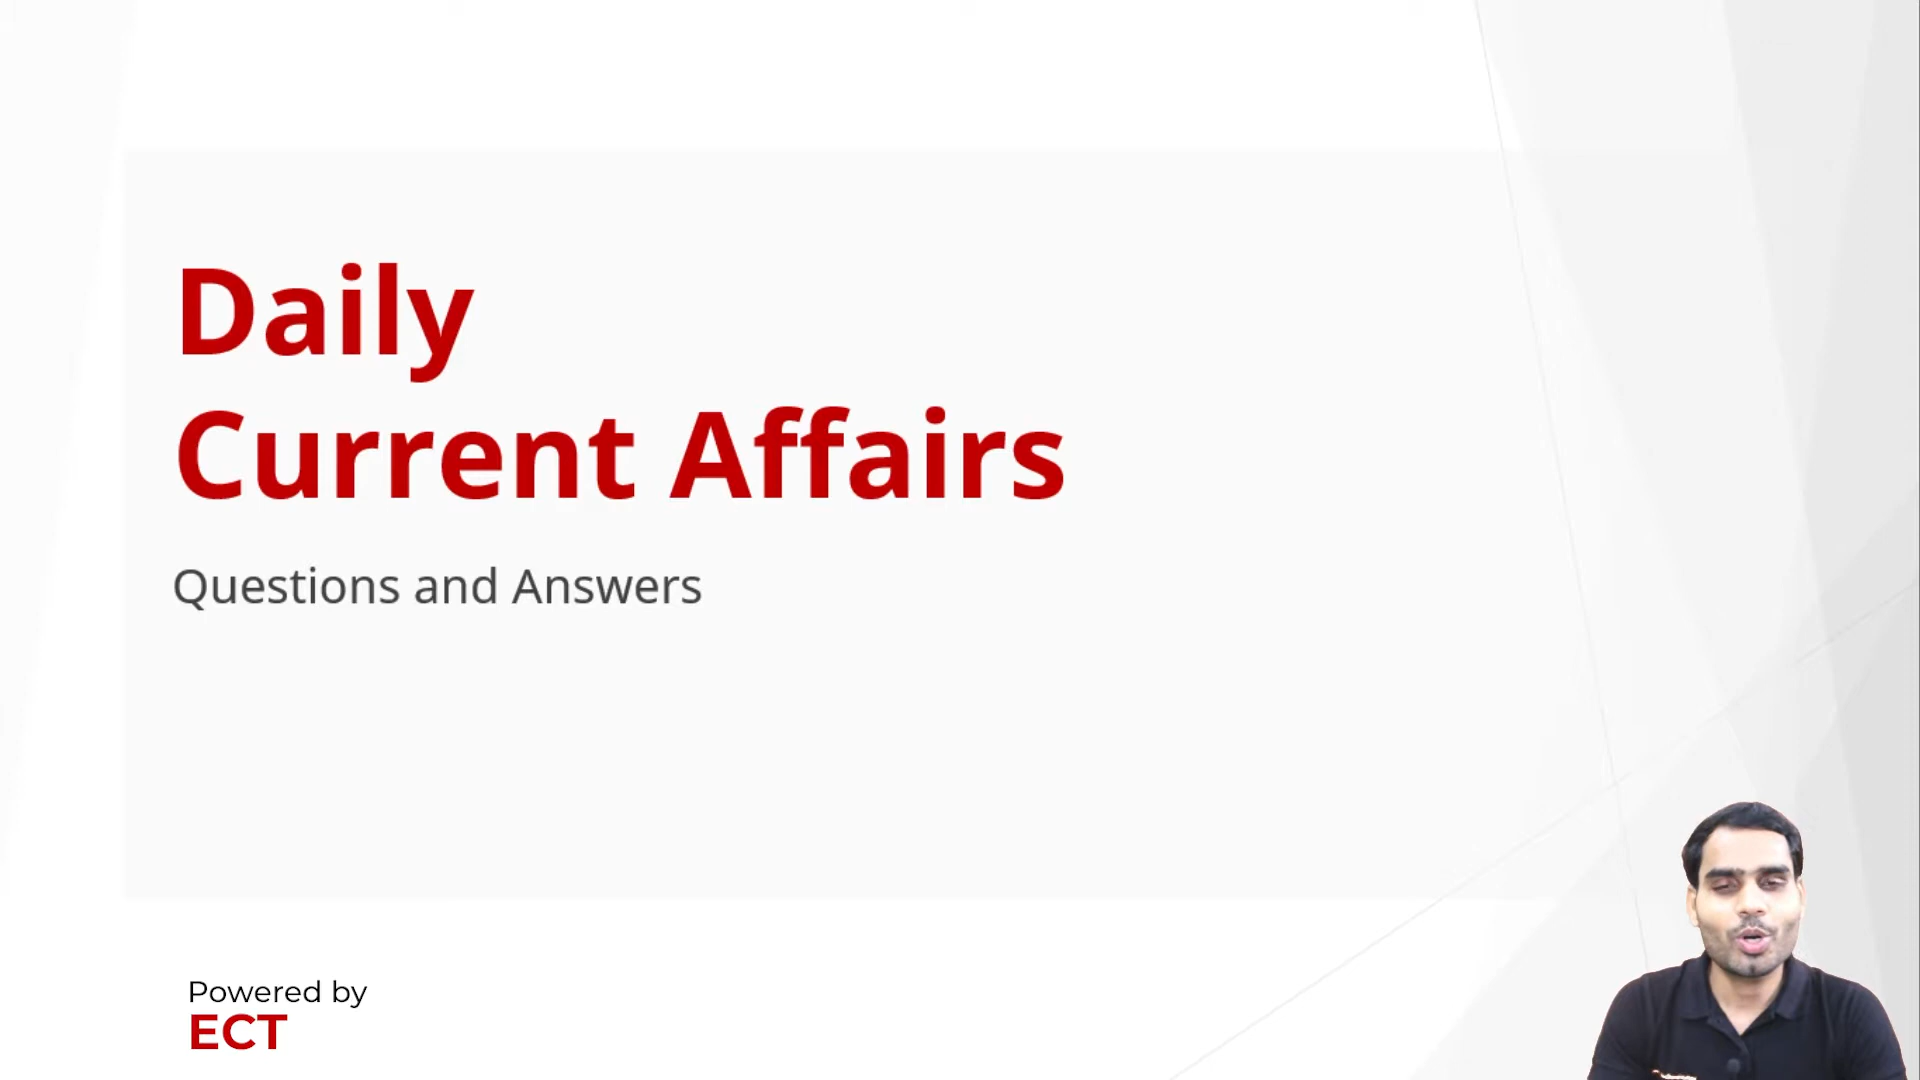 Daily
Current Affairs
Questions and Answers
Powered by
ECT